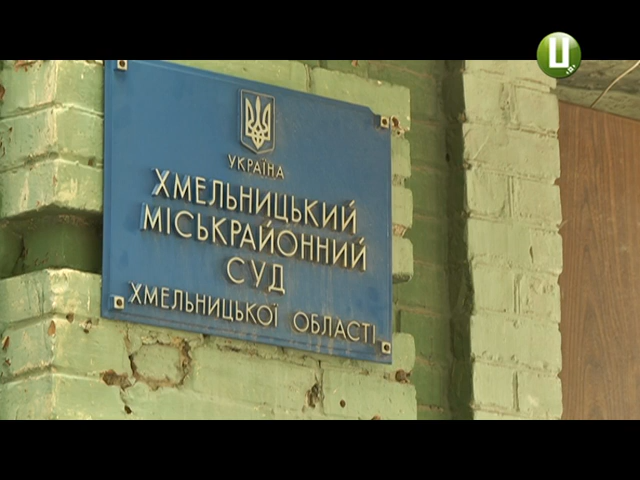 Ц
УКРАЇНА
ХМЕЛЬНИЦЬКИЙ
МІСЬКРАЙОННИЙ
СУД
ХМЕЛЬНИЦЬКОЇ ОБЛАСТІ